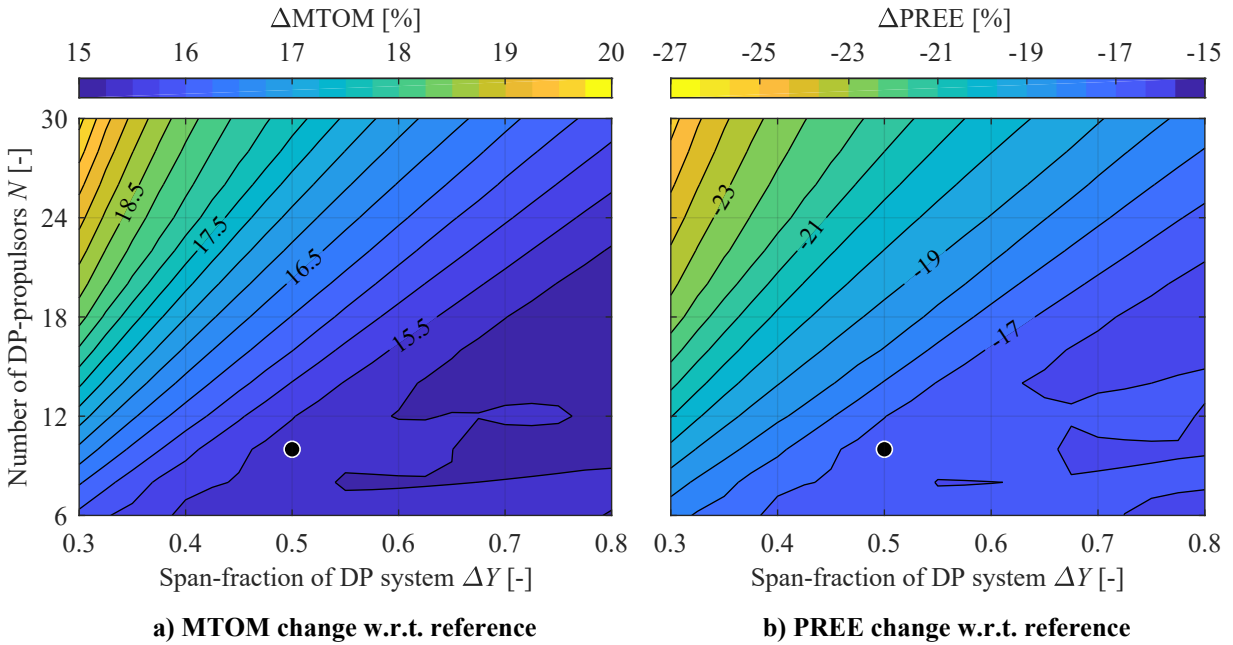 ΔMTOM [%]
15 16 17 18 19 20
ΔPREE [%]
-27 -25 -23 -21 -19 -17 -15
Number of DP-propulsors N [-]
30
24
18
12
6
18.5
17.5
16.5
15.5
-23
-21
-19
-17
0.3 0.4 0.5 0.6 0.7 0.8
0.3 0.4 0.5 0.6 0.7 0.8
Span-fraction of DP system ΔY [-]
Span-fraction of DP system ΔY [-]
a) MTOM change w.r.t. reference
b) PREE change w.r.t. reference